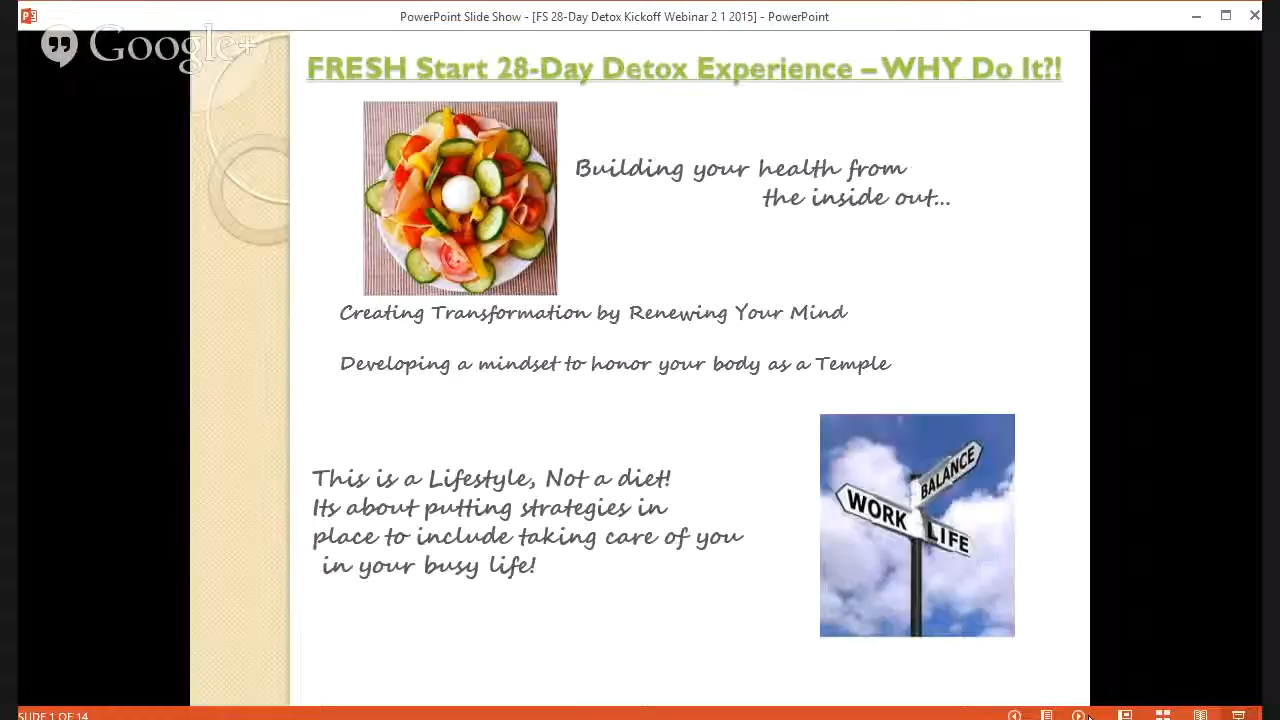 PowerPoint Slide Show - [FS 28-Day Detox Kickoff Webinar 2 1 2015] - PowerPoint
Google+
FRESH Start 28-Day Detox Experience – WHY Do It?!
Building your health from
the inside out...
Creating Transformation by Renewing Your Mind
Developing a mindset to honor your body as a Temple
This is a Lifestyle, Not a diet!
Its about putting strategies in
place to include taking care of you
in your busy life!
BALANCE
WORK
LIFE
SLIDE 1 OF 14